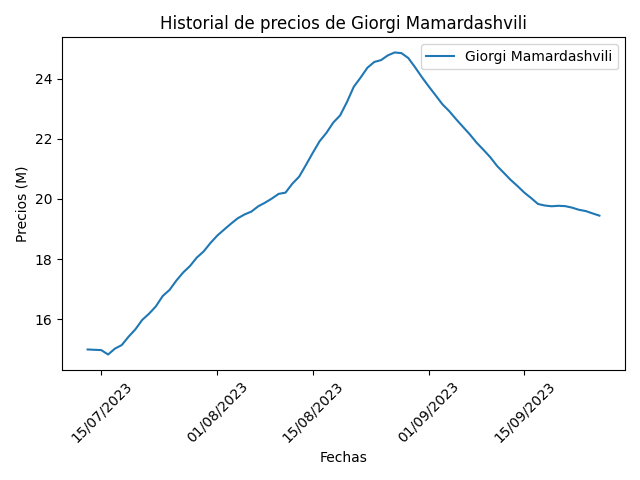 Historial de precios de Giorgi Mamardashvili
Giorgi Mamardashvili
Precios (M)
24
22
20
18
16
15/07/2023
01/08/2023
15/08/2023
01/09/2023
15/09/2023
Fechas